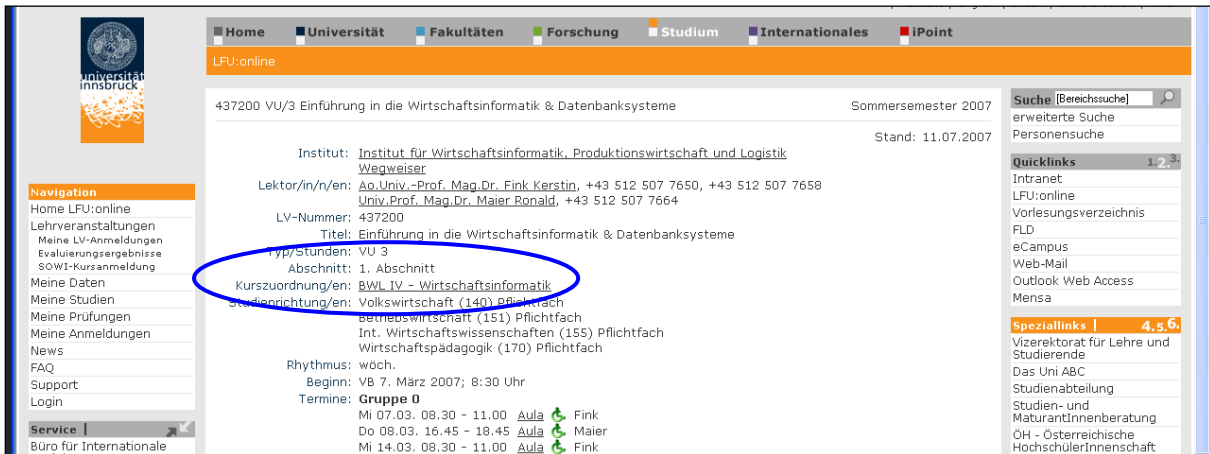 universität
innsbruck
Home Universität Fakultäten Forschung Studium Internationales iPoint
LFU:online
437200 VU/3 Einführung in die Wirtschaftsinformatik & Datenbanksysteme Sommersemester 2007
Stand: 11.07.2007
Institut: Institut für Wirtschaftsinformatik, Produktionswirtschaft und Logistik
Wegweiser
Lektor/in/n/en: Ao.Univ.-Prof. Mag.Dr. Fink Kerstin, +43 512 507 7650, +43 512 507 7658
Univ.Prof. Mag.Dr. Maier Ronald, +43 512 507 7664
LV-Nummer: 437200
Titel: Einführung in die Wirtschaftsinformatik & Datenbanksysteme
Typ/Stunden: VU 3
Abschnitt: 1. Abschnitt
Kurszuordnung/en: BWL IV - Wirtschaftsinformatik
Studienrichtung/en: Volkswirtschaft (140) Pflichtfach
Betriebswirtschaft (151) Pflichtfach
Int. Wirtschaftswissenschaften (155) Pflichtfach
Wirtschaftspädagogik (170) Pflichtfach
Rhythmus: wöch.
Beginn: VB 7. März 2007; 8:30 Uhr
Termine: Gruppe 0
Mi 07.03. 08.30 - 11.00 Aula Fink
Do 08.03. 16.45 - 18.45 Aula Maier
Mi 14.03. 08.30 - 11.00 Aula Fink
Navigation
Home LFU:online
Lehrveranstaltungen
Meine LV-Anmeldungen
Evaluierungsergebnisse
SOWI-Kursanmeldung
Meine Daten
Meine Studien
Meine Prüfungen
Meine Anmeldungen
News
FAQ
Support
Login
Service |
Büro für Internationale
Suche [Bereichssuche]
erweiterte Suche
Personensuche
Quicklinks 1.2.3.
Intranet
LFU:online
Vorlesungsverzeichnis
FLD
eCampus
Web-Mail
Outlook Web Access
Mensa
Speziallinks | 4.5.6.
Vizerektorat für Lehre und
Studierende
Das Uni ABC
Studienabteilung
Studien- und
MaturantInnenberatung
ÖH - Österreichische
HochschülerInnenschaft